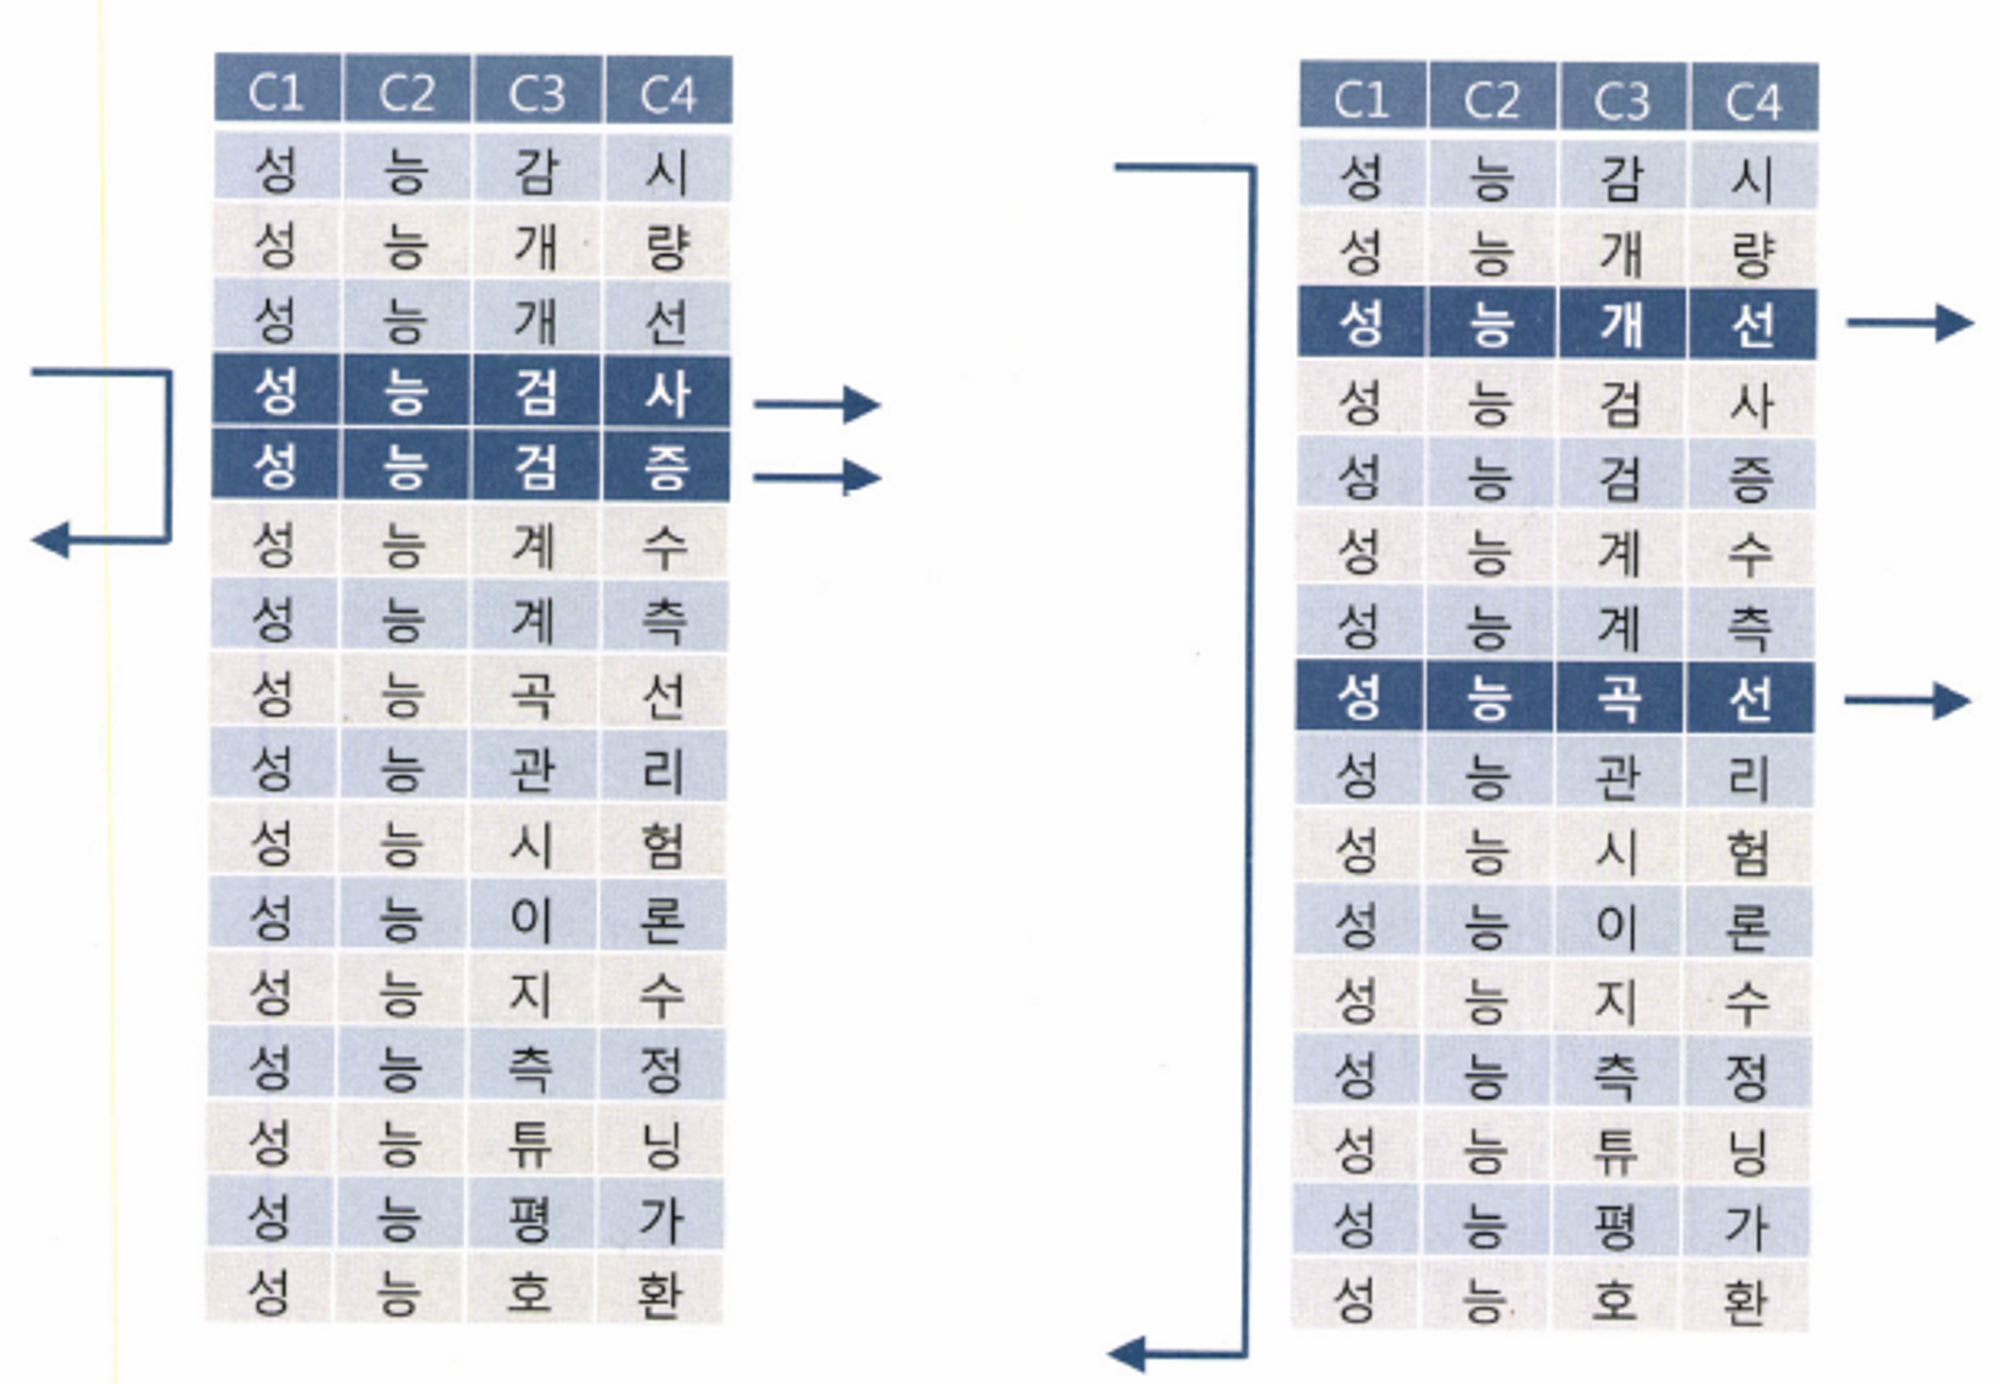 C1 C2 C3 C4
성 능 감 시
성 능 개 량
성 능 개 선
성 능 검 사
성 능 검 증
성 능 계 수
성 능 계 측
성 능 곡 선
성 능 관 리
성 능 시 험
성 능 이 론
성 능 지 수
성 능 측 정
성 능 튜 닝
성 능 평 가
성 능 호 환
C1 C2 C3 C4
성 능 감 시
성 능 개 량
성 능 개 선
성 능 검 사
성 능 검 증
성 능 계 수
성 능 계 측
성 능 곡 선
성 능 관 리
성 능 시 험
성 능 이 론
성 능 지 수
성 능 측 정
성 능 튜 닝
성 능 평 가
성 능 호 환